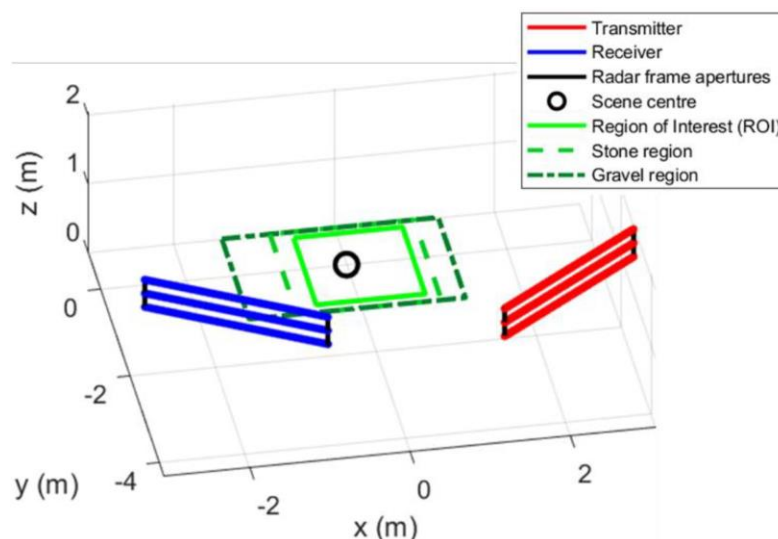 Transmitter
Receiver
Radar frame apertures
Scene centre
Region of Interest (ROI)
Stone region
Gravel region
2
1
0
z (m)
0
-2
-4
y (m)
-2
0
2
x (m)